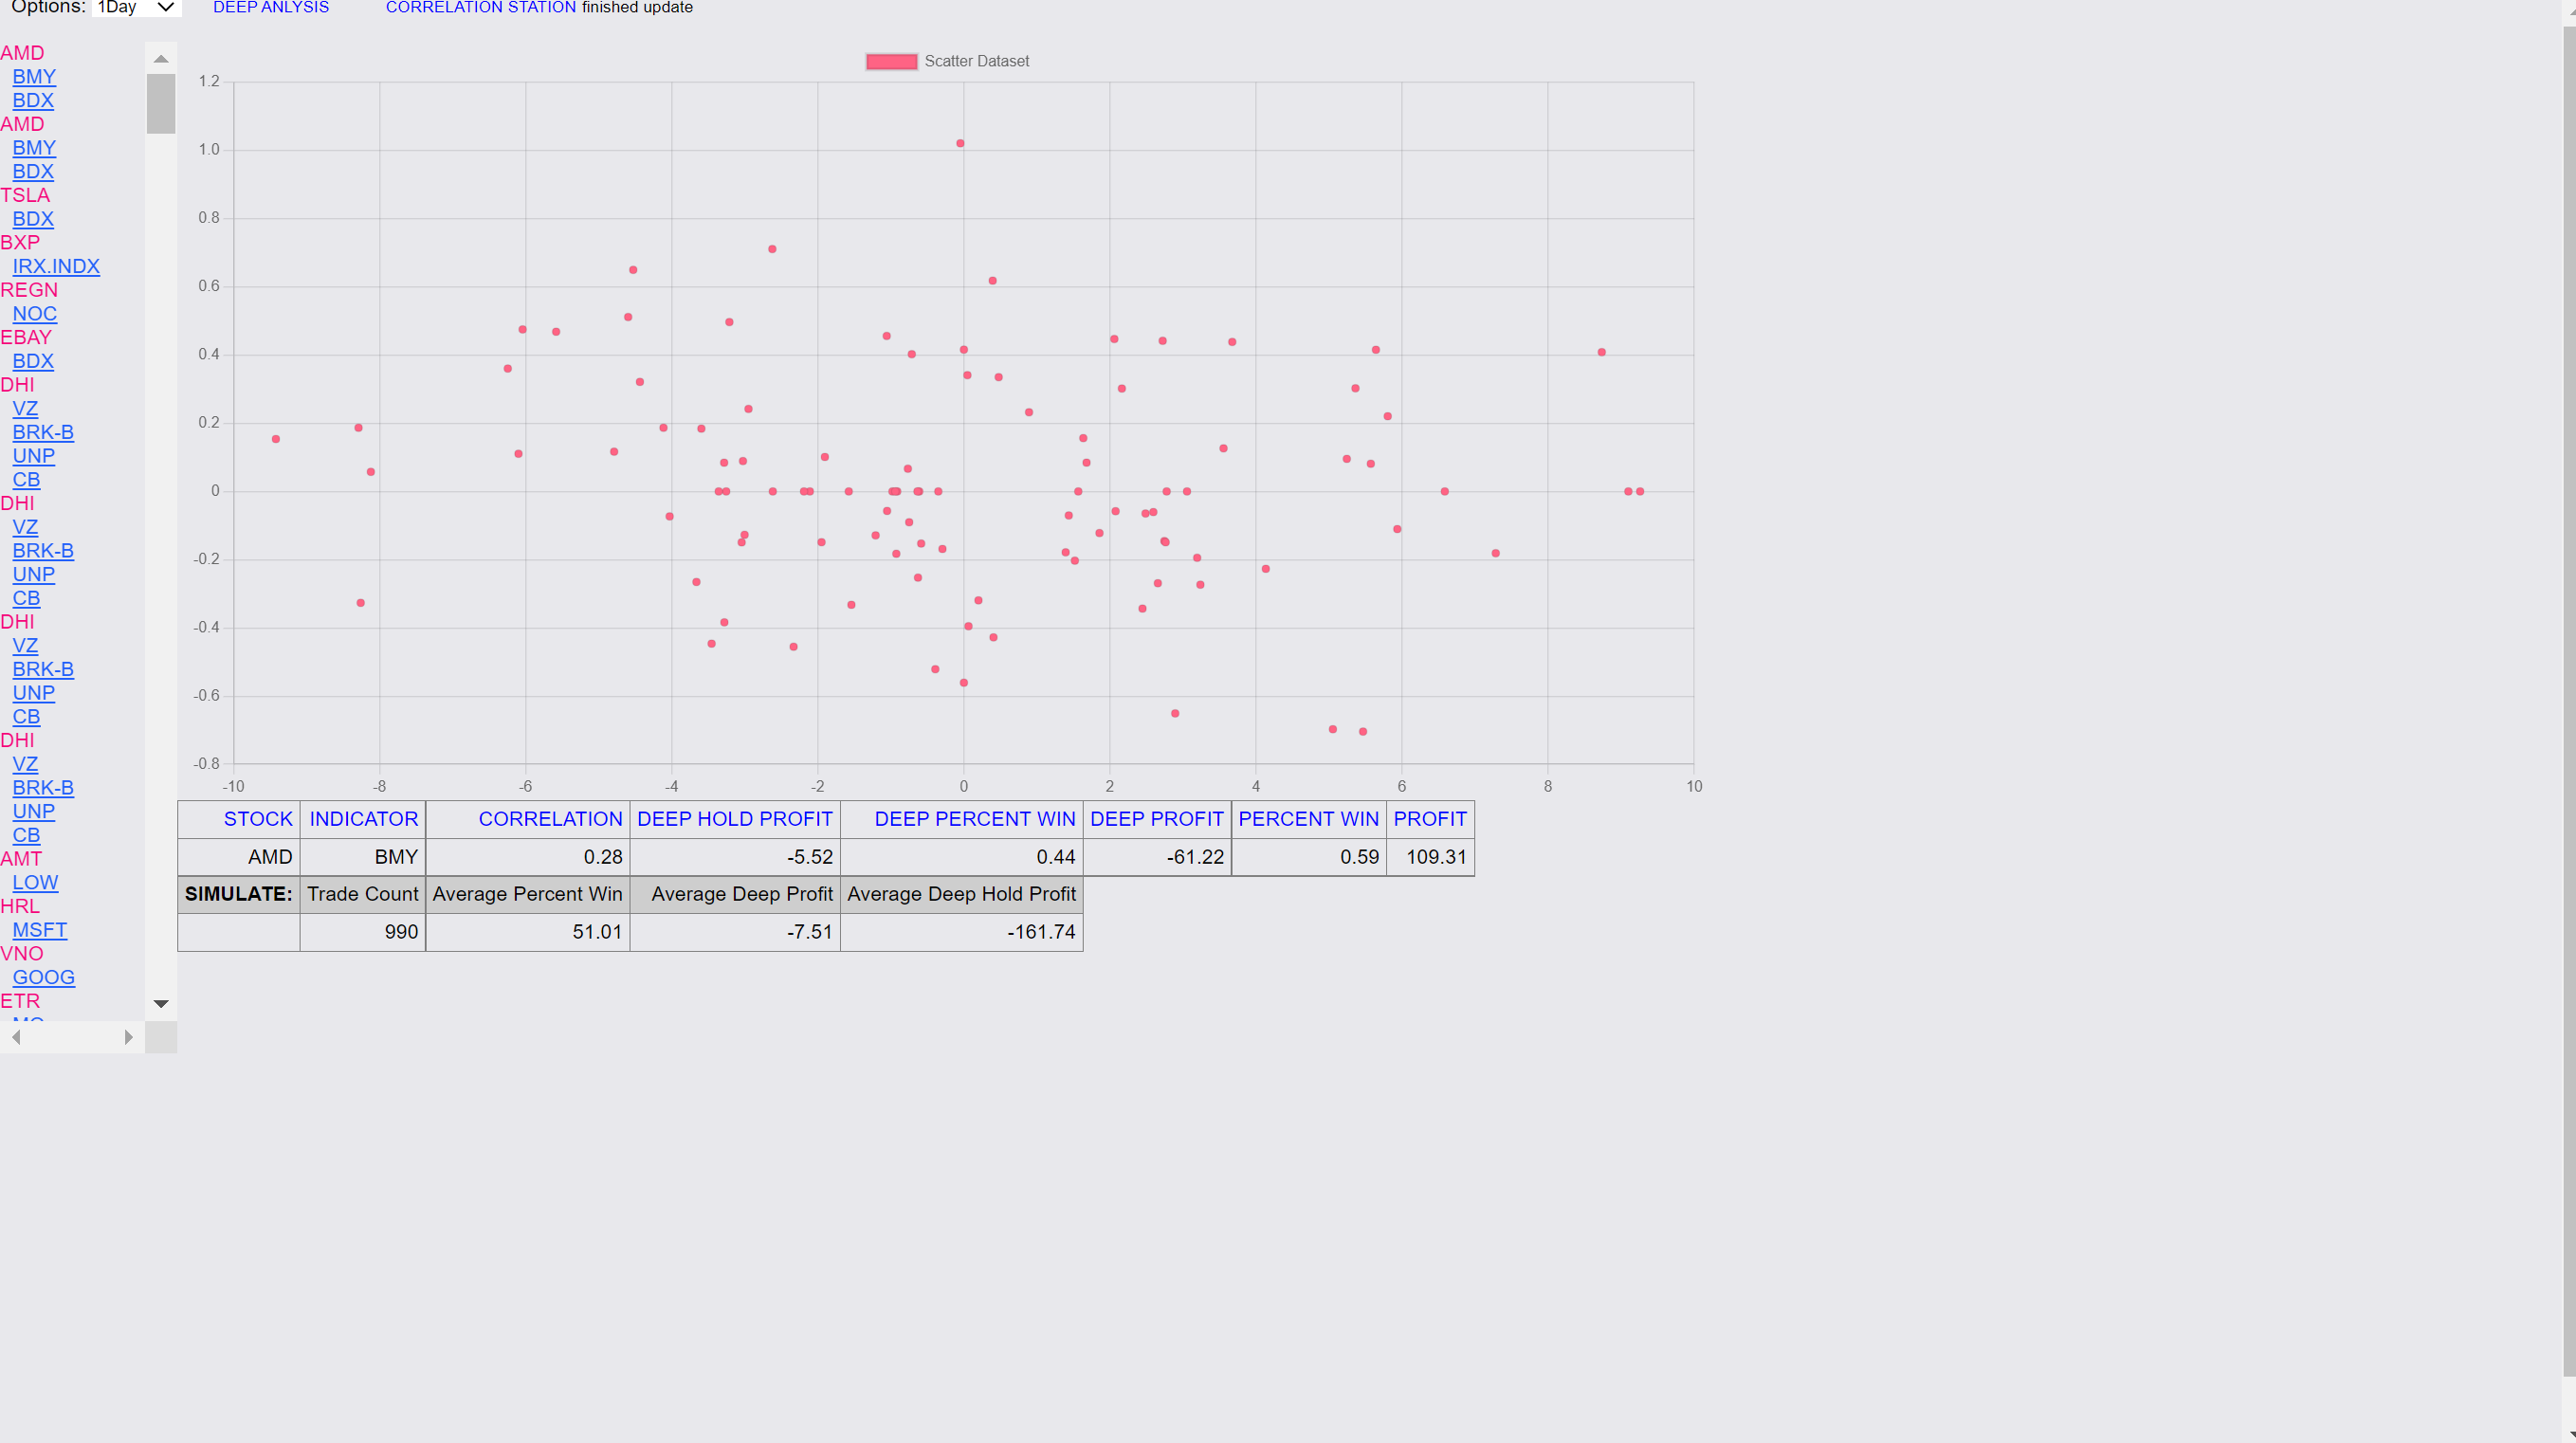 Options: 1Day DEEP ANLYSIS CORRELATION STATION finished update
AMD
BMY
BDX
AMD
BMY
BDX
TSLA
BDX
BXP
IRX.INDX
REGN
NOC
EBAY
BDX
DHI
VZ
BRK-B
UNP
CB
DHI
VZ
BRK-B
UNP
CB
DHI
VZ
BRK-B
UNP
CB
DHI
VZ
BRK-B
UNP
CB
AMT
LOW
HRL
MSFT
VNO
GOOG
ETR
Scatter Dataset
1.2
1.0
0.8
0.6
0.4
0.2
0
-0.2
-0.4
-0.6
-0.8
-10 -8 -6 -4 -2 0 2 4 6 8 10
STOCK INDICATOR CORRELATION DEEP HOLD PROFIT DEEP PERCENT WIN DEEP PROFIT PERCENT WIN PROFIT
AMD BMY 0.28 -5.52 0.44 -61.22 0.59 109.31
SIMULATE: Trade Count Average Percent Win Average Deep Profit Average Deep Hold Profit
990 51.01 -7.51 -161.74